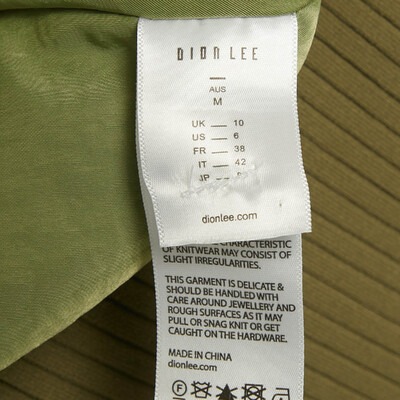 DION LEE
AUS
M
UK — 10
US — 6
FR — 38
IT — 42
JP
dionlee.com
CHARACTERISTIC
OF KNITWEAR MAY CONSIST OF
SLIGHT IRREGULARITIES.
THIS GARMENT IS DELICATE &
SHOULD BE HANDLED WITH
CARE AROUND JEWELLERY AND
ROUGH SURFACES AS IT MAY
PULL OR SNAG KNIT OR GET
CAUGHT ON THE HARDWARE.
MADE IN CHINA
dionlee.com
F